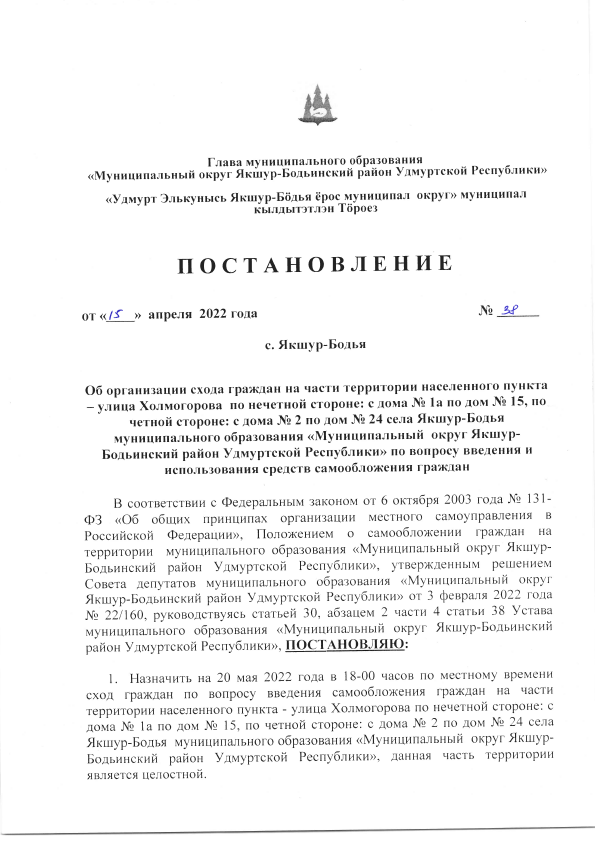 Глава муниципального образования
«Муниципальный округ Якшур-Бодьинский район Удмуртской Республики»
«Удмурт Элькунысь Якшур-Бӧдья ёрос муниципал округ» муниципал
кылдытэтлэн Тӧроез
ПОСТАНОВЛЕНИЕ
от «15» апреля 2022 года № 38
с. Якшур-Бодья
Об организации схода граждан на части территории населенного пункта
– улица Холмогорова по нечетной стороне: с дома № 1а по дом № 15, по
четной стороне: с дома № 2 по дом № 24 села Якшур-Бодья
муниципального образования «Муниципальный округ Якшур-
Бодьинский район Удмуртской Республики» по вопросу введения и
использования средств самообложения граждан
В соответствии с Федеральным законом от 6 октября 2003 года № 131-
ФЗ «Об общих принципах организации местного самоуправления в
Российской Федерации», Положением о самообложении граждан на
территории муниципального образования «Муниципальный округ Якшур-
Бодьинский район Удмуртской Республики», утвержденным решением
Совета депутатов муниципального образования «Муниципальный округ
Якшур-Бодьинский район Удмуртской Республики» от 3 февраля 2022 года
№ 22/160, руководствуясь статьей 30, абзацем 2 части 4 статьи 38 Устава
муниципального образования «Муниципальный округ Якшур-Бодьинский
район Удмуртской Республики», ПОСТАНОВЛЯЮ:
1. Назначить на 20 мая 2022 года в 18-00 часов по местному времени
сход граждан по вопросу введения самообложения граждан на части
территории населенного пункта - улица Холмогорова по нечетной стороне: с
дома № 1а по дом № 15, по четной стороне: с дома № 2 по дом № 24 села
Якшур-Бодья муниципального образования «Муниципальный округ Якшур-
Бодьинский район Удмуртской Республики», данная часть территории
является целостной.